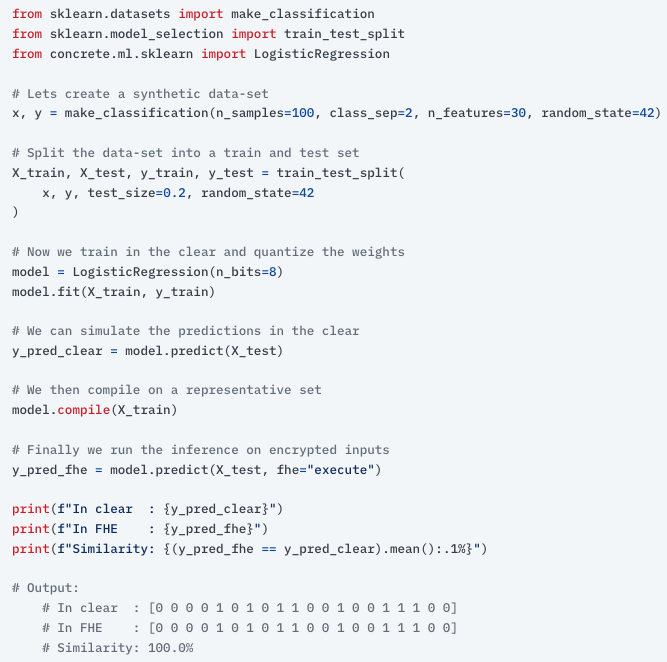 from sklearn.datasets import make_classification
from sklearn.model_selection import train_test_split
from concrete.ml.sklearn import LogisticRegression

# Lets create a synthetic data-set
x, y = make_classification(n_samples=100, class_sep=2, n_features=30, random_state=42)

# Split the data-set into a train and test set
X_train, X_test, y_train, y_test = train_test_split(
    x, y, test_size=0.2, random_state=42
)

# Now we train in the clear and quantize the weights
model = LogisticRegression(n_bits=8)
model.fit(X_train, y_train)

# We can simulate the predictions in the clear
y_pred_clear = model.predict(X_test)

# We then compile on a representative set
model.compile(X_train)

# Finally we run the inference on encrypted inputs
y_pred_fhe = model.predict(X_test, fhe="execute")

print(f"In clear  : {y_pred_clear}")
print(f"In FHE    : {y_pred_fhe}")
print(f"Similarity: {(y_pred_fhe == y_pred_clear).mean():.1%}")

# Output:
    # In clear  : [0 0 0 0 1 0 1 0 1 1 0 0 1 0 0 1 1 1 0 0]
    # In FHE    : [0 0 0 0 1 0 1 0 1 1 0 0 1 0 0 1 1 1 0 0]
    # Similarity: 100.0%